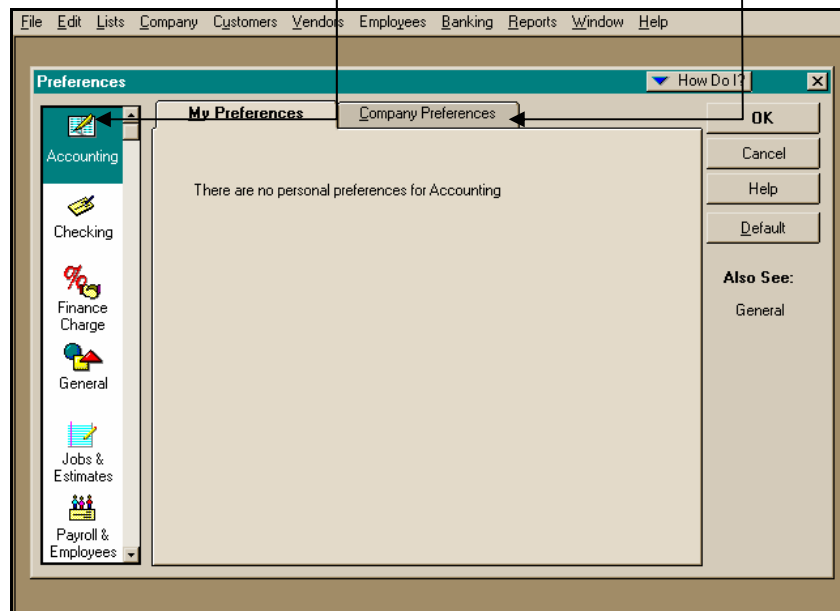 File Edit Lists Company Customers Vendors Employees Banking Reports Window Help
Preferences
How Do I?
My Preferences
Company Preferences
Accounting
Checking
Finance
Charge
General
Jobs &
Estimates
Payroll &
Employees
There are no personal preferences for Accounting
OK
Cancel
Help
Default
Also See:
General